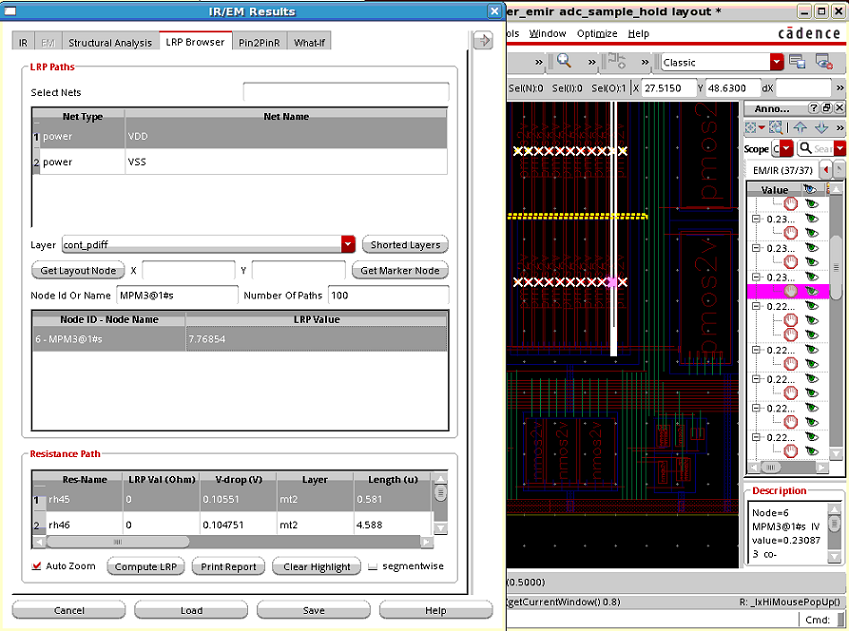 IR/EM Results
IR EM Structural Analysis LRP Browser Pin2PinR What-If
LRP Paths
Select Nets
Net Type Net Name
1 power VDD
2 power VSS
Layer cont_pdiff Shorted Layers
Get Layout Node X Y Get Marker Node
Node Id Or Name MPM3@1#s Number Of Paths 100
Node ID - Node Name LRP Value
6 - MPM3@1#s 7.76854
Resistance Path
Res-Name LRP Val (Ohm) V-drop (V) Layer Length (u)
1 rh45 0 0.10551 mt2 0.581
2 rh46 0 0.104751 mt2 4.588
Auto Zoom Compute LRP Print Report Clear Highlight segmentwise
Cancel Load Save Help
er_emir adc_sample_hold layout *
ols Window Optimize Help cādence
» » » Classic
Sel(N):0 Sel(I):0 Sel(O):1 X 27.5150 Y 48.6300 dX »
pmos2v
pmos2v
nmos2v
nmos2v
nmos2v
Anno... ?
»
Scope C Sea
EM/IR (37/37)
Value
0.23...
0.23...
0.23...
0.22...
0.22...
0.22...
0.22...
0.22...
Description
Node=6
MPM3@1#s IV
value=0.23087
3 co-
(0.5000)
getCurrentWindow() 0.8) R: _lxHiMousePopUp()
Cmd: